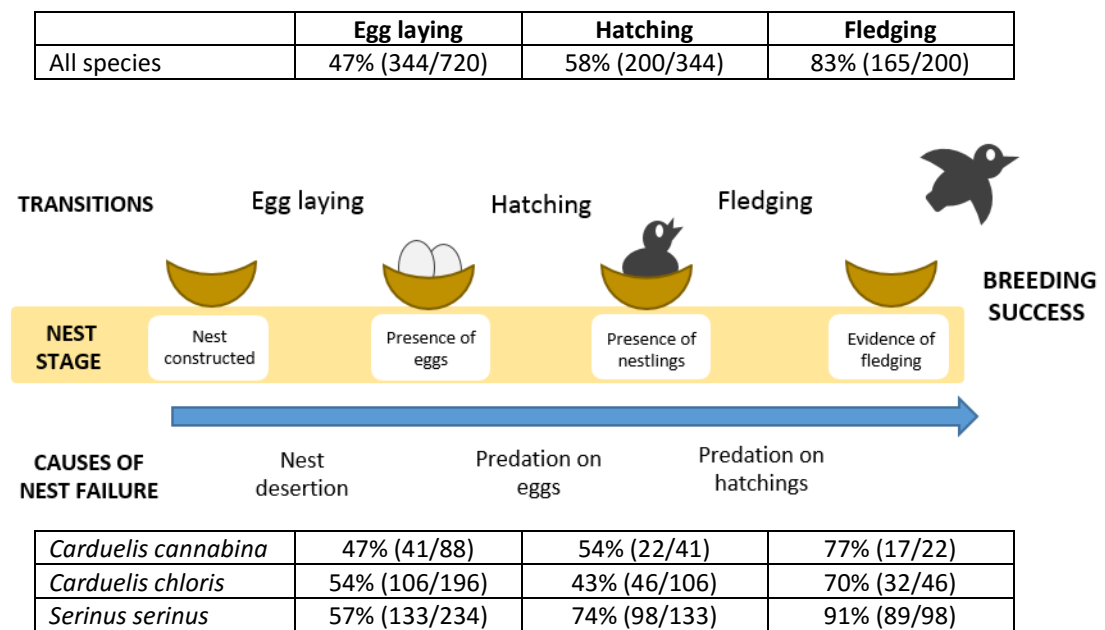 Egg laying Hatching Fledging
All species 47% (344/720) 58% (200/344) 83% (165/200)
TRANSITIONS Egg laying Hatching Fledging
BREEDING
SUCCESS
NEST
STAGE
Nest
constructed
Presence of
eggs
Presence of
nestlings
Evidence of
fledging
CAUSES OF
NEST FAILURE
Nest
desertion
Predation on
eggs
Predation on
hatchings
Carduelis cannabina 47% (41/88) 54% (22/41) 77% (17/22)
Carduelis chloris 54% (106/196) 43% (46/106) 70% (32/46)
Serinus serinus 57% (133/234) 74% (98/133) 91% (89/98)